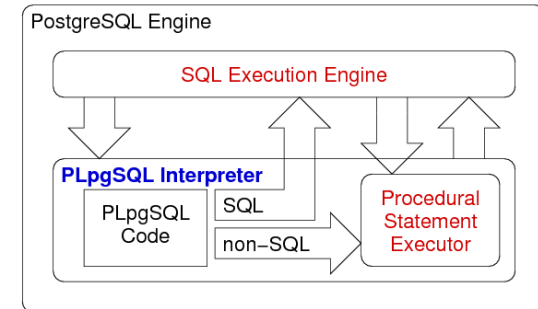 PostgreSQL Engine
SQL Execution Engine
PLpgSQL Interpreter
PLpgSQL
Code
SQL
non−SQL
Procedural
Statement
Executor